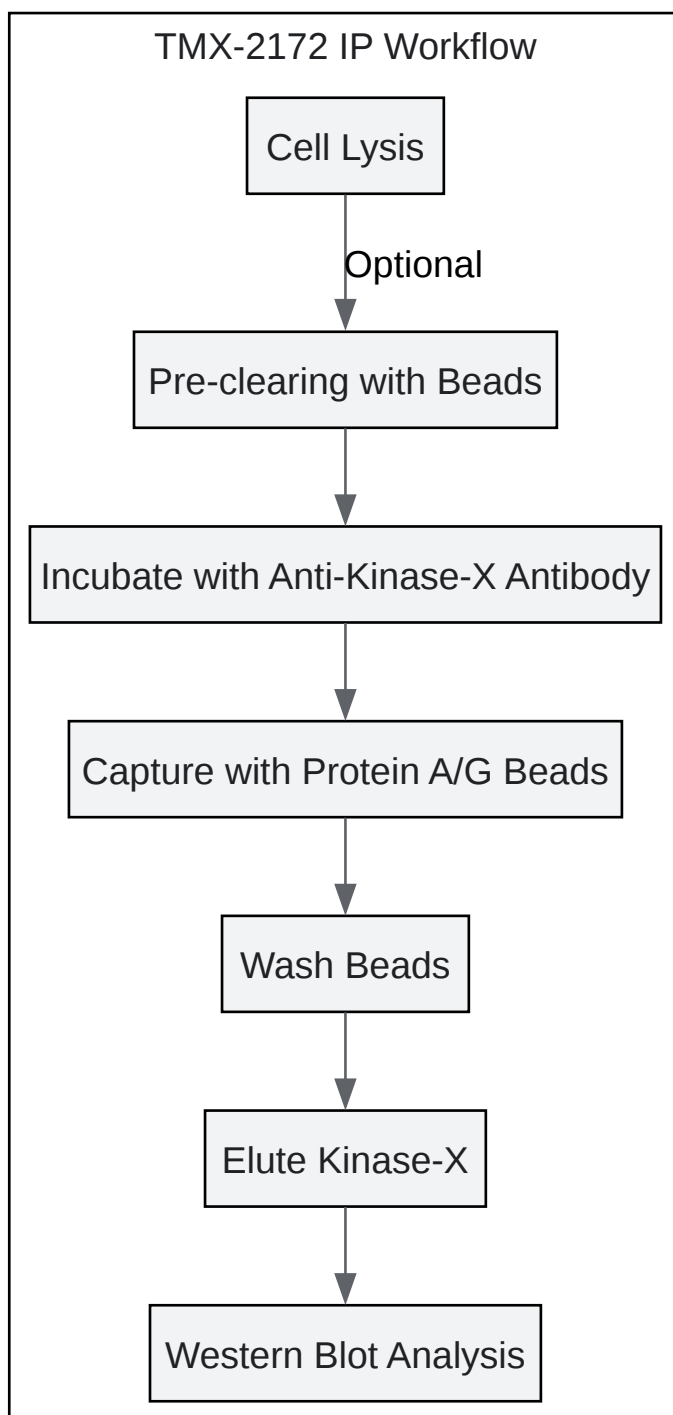 TMX-2172 IP Workflow
Cell Lysis
Optional
Pre-clearing with Beads
Incubate with Anti-Kinase-X Antibody
Capture with Protein A/G Beads
Wash Beads
Elute Kinase-X
Western Blot Analysis